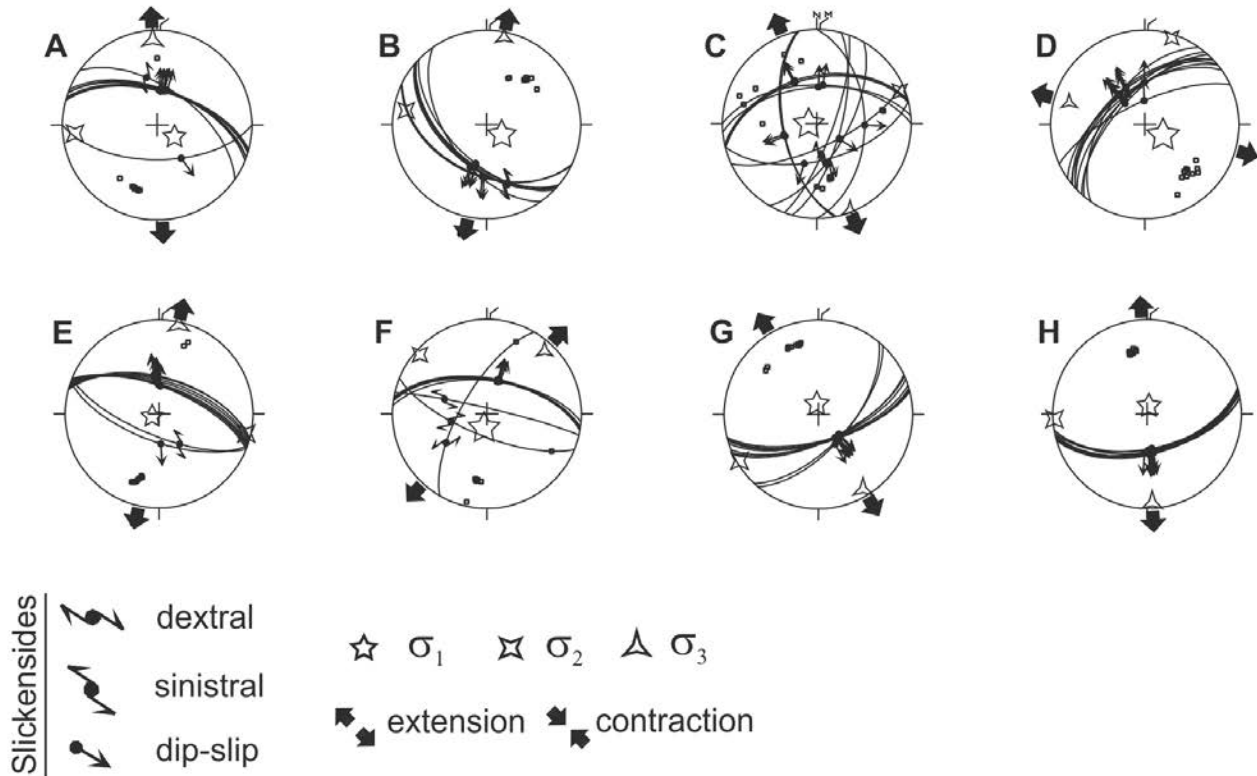 A B C N M D
E F G H
Slickensides
dextral
sinistral
dip-slip
σ1 σ2 σ3
extension contraction